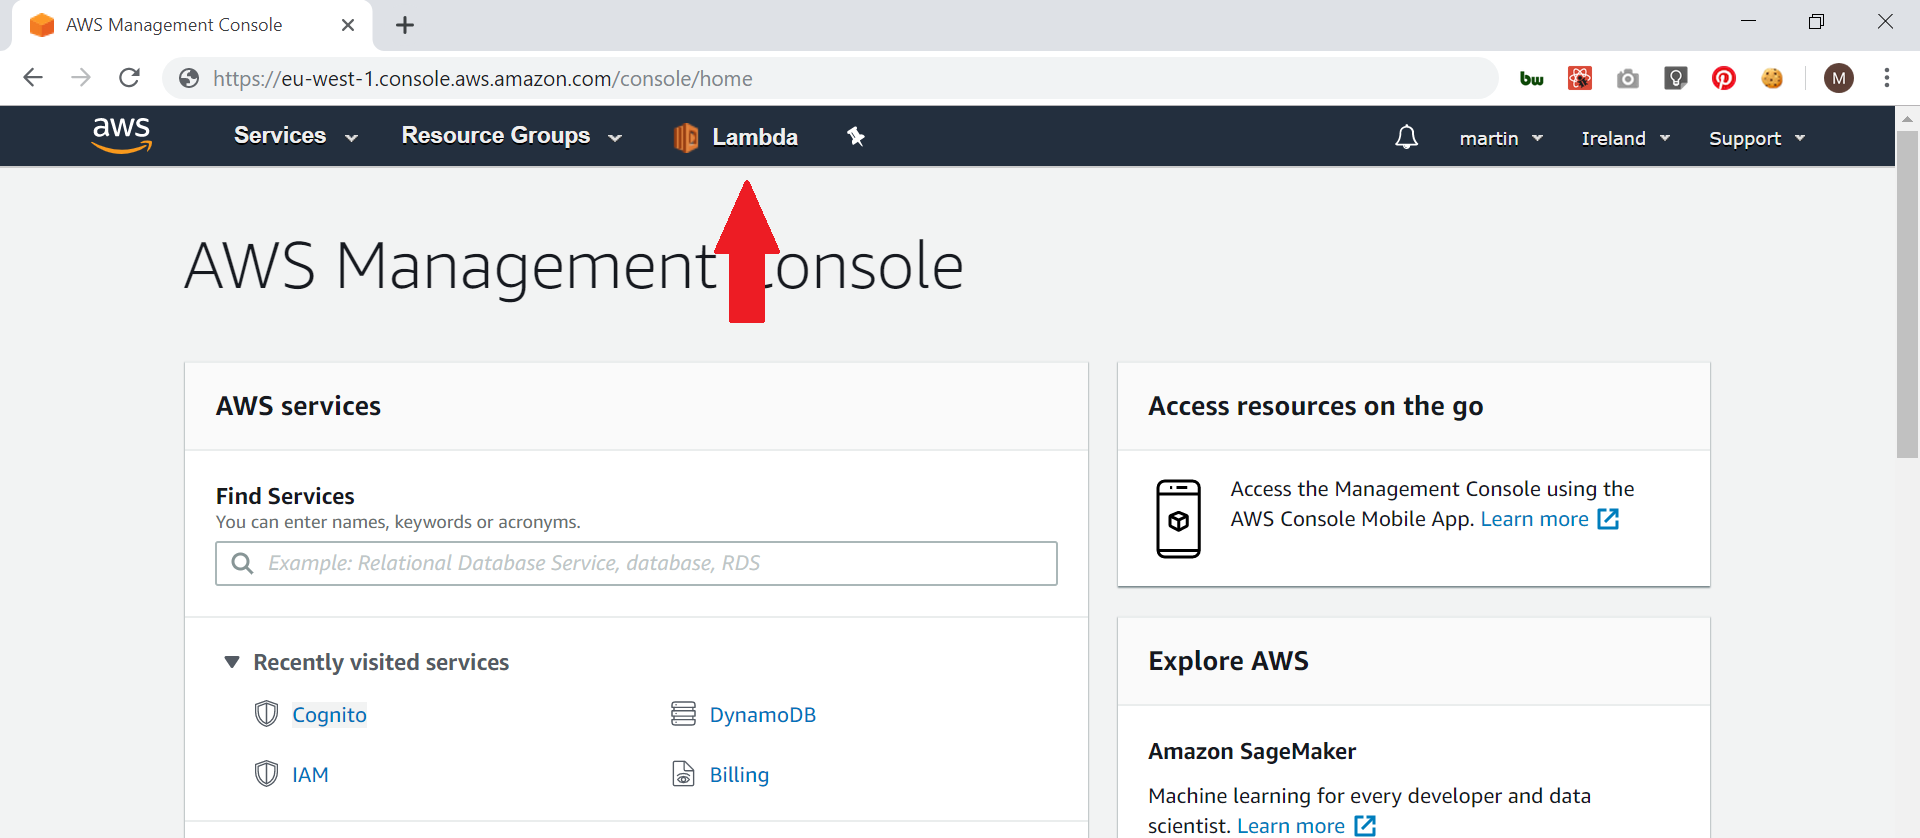 AWS Management Console
https://eu-west-1.console.aws.amazon.com/console/home
bw
M
aws
Services
Resource Groups
Lambda
martin
Ireland
Support
AWS Management onsole
AWS services
Find Services
You can enter names, keywords or acronyms.
Example: Relational Database Service, database, RDS
Recently visited services
Cognito
DynamoDB
IAM
Billing
Access resources on the go
Access the Management Console using the
AWS Console Mobile App. Learn more
Explore AWS
Amazon SageMaker
Machine learning for every developer and data
scientist. Learn more